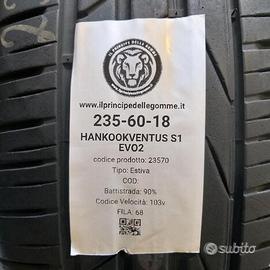 IL PRINCIPE DELLE GOMME
www.ilprincipedellegomme.it
235-60-18
HANKOOKVENTUS S1
EVO2
codice prodotto: 23570
Tipo: Estiva
COD:
Battistrada: 90%
Codice Velocità: 103v
FILA: 68
subito